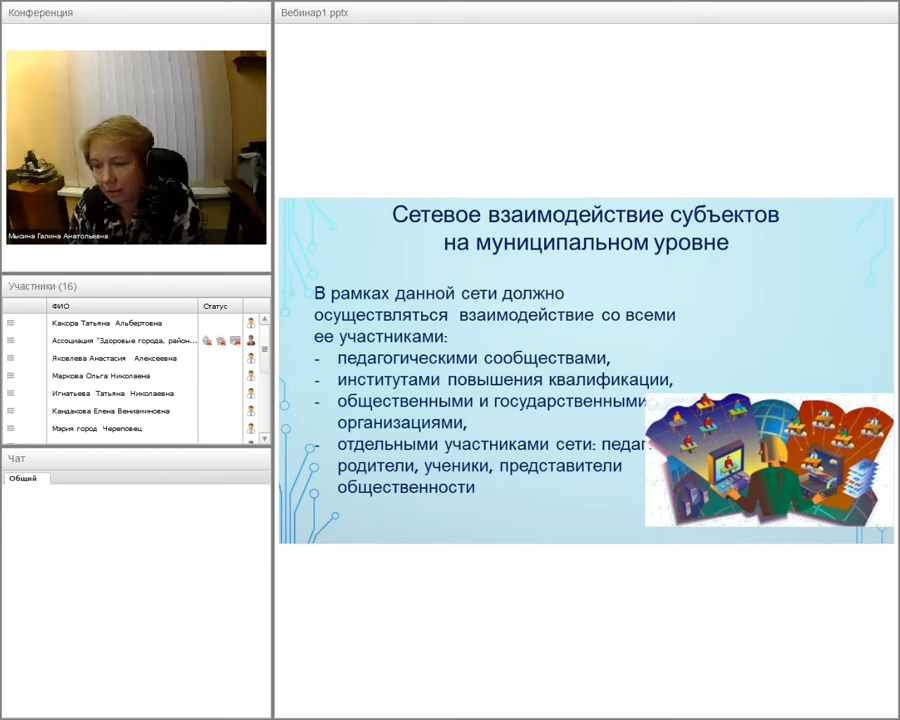 Конференция
Мысина Галина Анатольевна
Участники (16)
ФИО
Статус
Какора Татьяна Альбертовна
Ассоциация "Здоровые города, район...
Яковлева Анастасия Алексеевна
Маркова Ольга Николаевна
Игнатьева Татьяна Николаевна
Кандакова Елена Вениаминовна
Мэрия город Череповец
Чат
Общий
Вебинар1.pptx
Сетевое взаимодействие субъектов
на муниципальном уровне
В рамках данной сети должно
осуществляться взаимодействие со всеми
ее участниками:
- педагогическими сообществами,
- институтами повышения квалификации,
- общественными и государственными
организациями,
- отдельными участниками сети: педаг
родители, ученики, представители
общественности